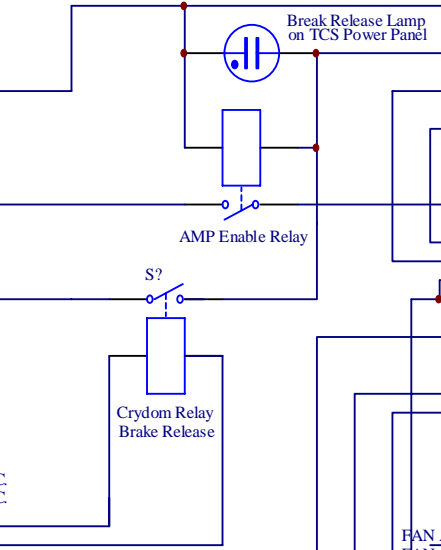 Break Release Lamp
on TCS Power Panel
AMP Enable Relay
S?
Crydom Relay
Brake Release
FAN